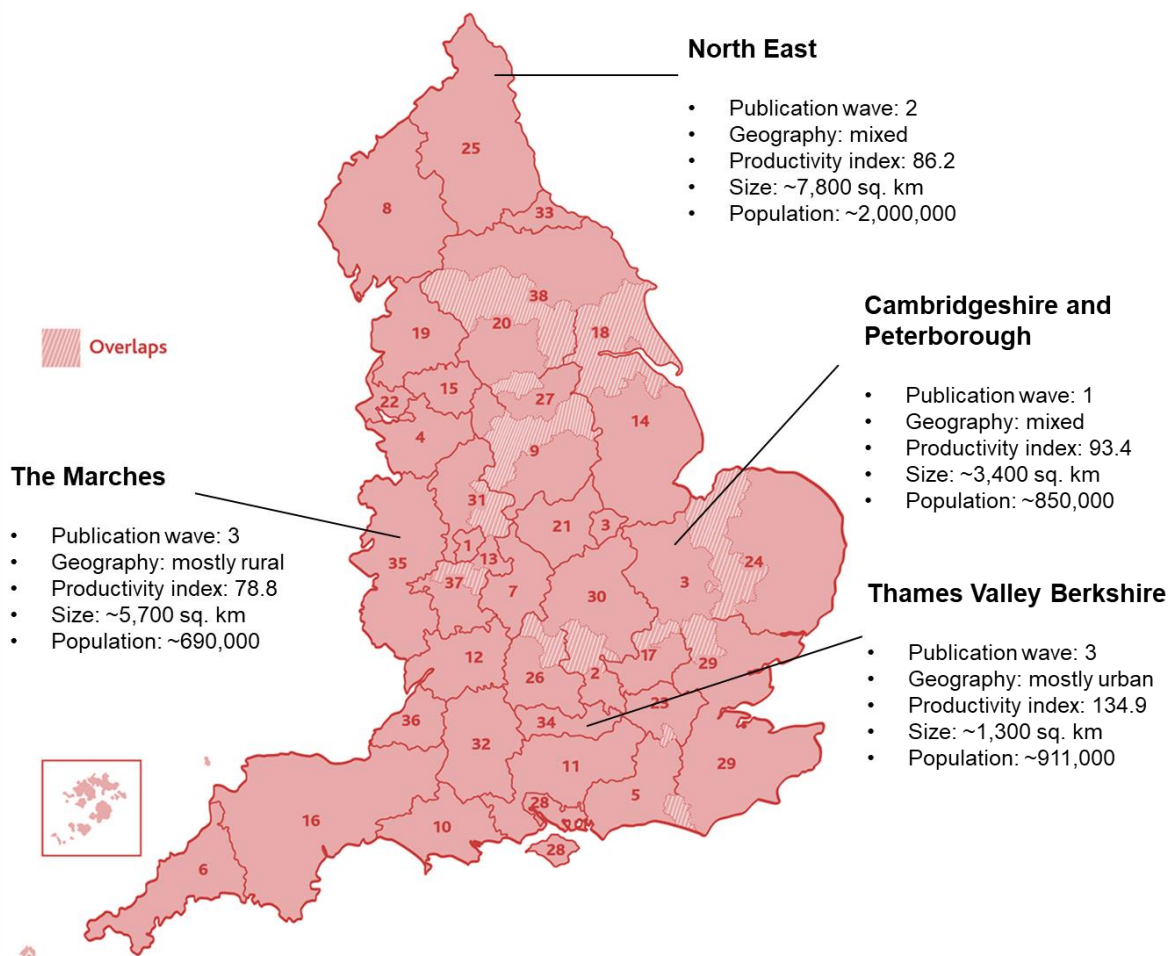 North East
• Publication wave: 2
• Geography: mixed
• Productivity index: 86.2
• Size: ~7,800 sq. km
• Population: ~2,000,000
Cambridgeshire and
Peterborough
• Publication wave: 1
• Geography: mixed
• Productivity index: 93.4
• Size: ~3,400 sq. km
• Population: ~850,000
The Marches
• Publication wave: 3
• Geography: mostly rural
• Productivity index: 78.8
• Size: ~5,700 sq. km
• Population: ~690,000
Thames Valley Berkshire
• Publication wave: 3
• Geography: mostly urban
• Productivity index: 134.9
• Size: ~1,300 sq. km
• Population: ~911,000
Overlaps
25
8
33
38
20
18
19
15
22
27
14
4
9
31
21
3
1
13
35
24
3
37
7
30
12
17
29
26
2
23
36
34
32
11
29
5
28
16
10
28
6